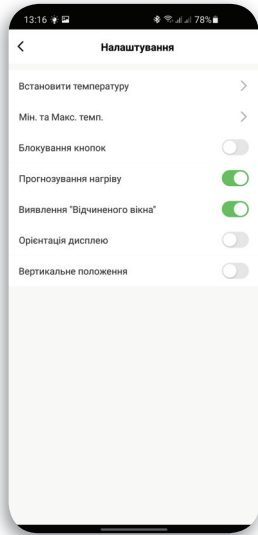 13:16 78%
Налаштування
Встановити температуру
Мін. та Макс. темп.
Блокування кнопок
Прогнозування нагріву
Виявлення "Відчиненого вікна"
Орієнтація дисплею
Вертикальне положення